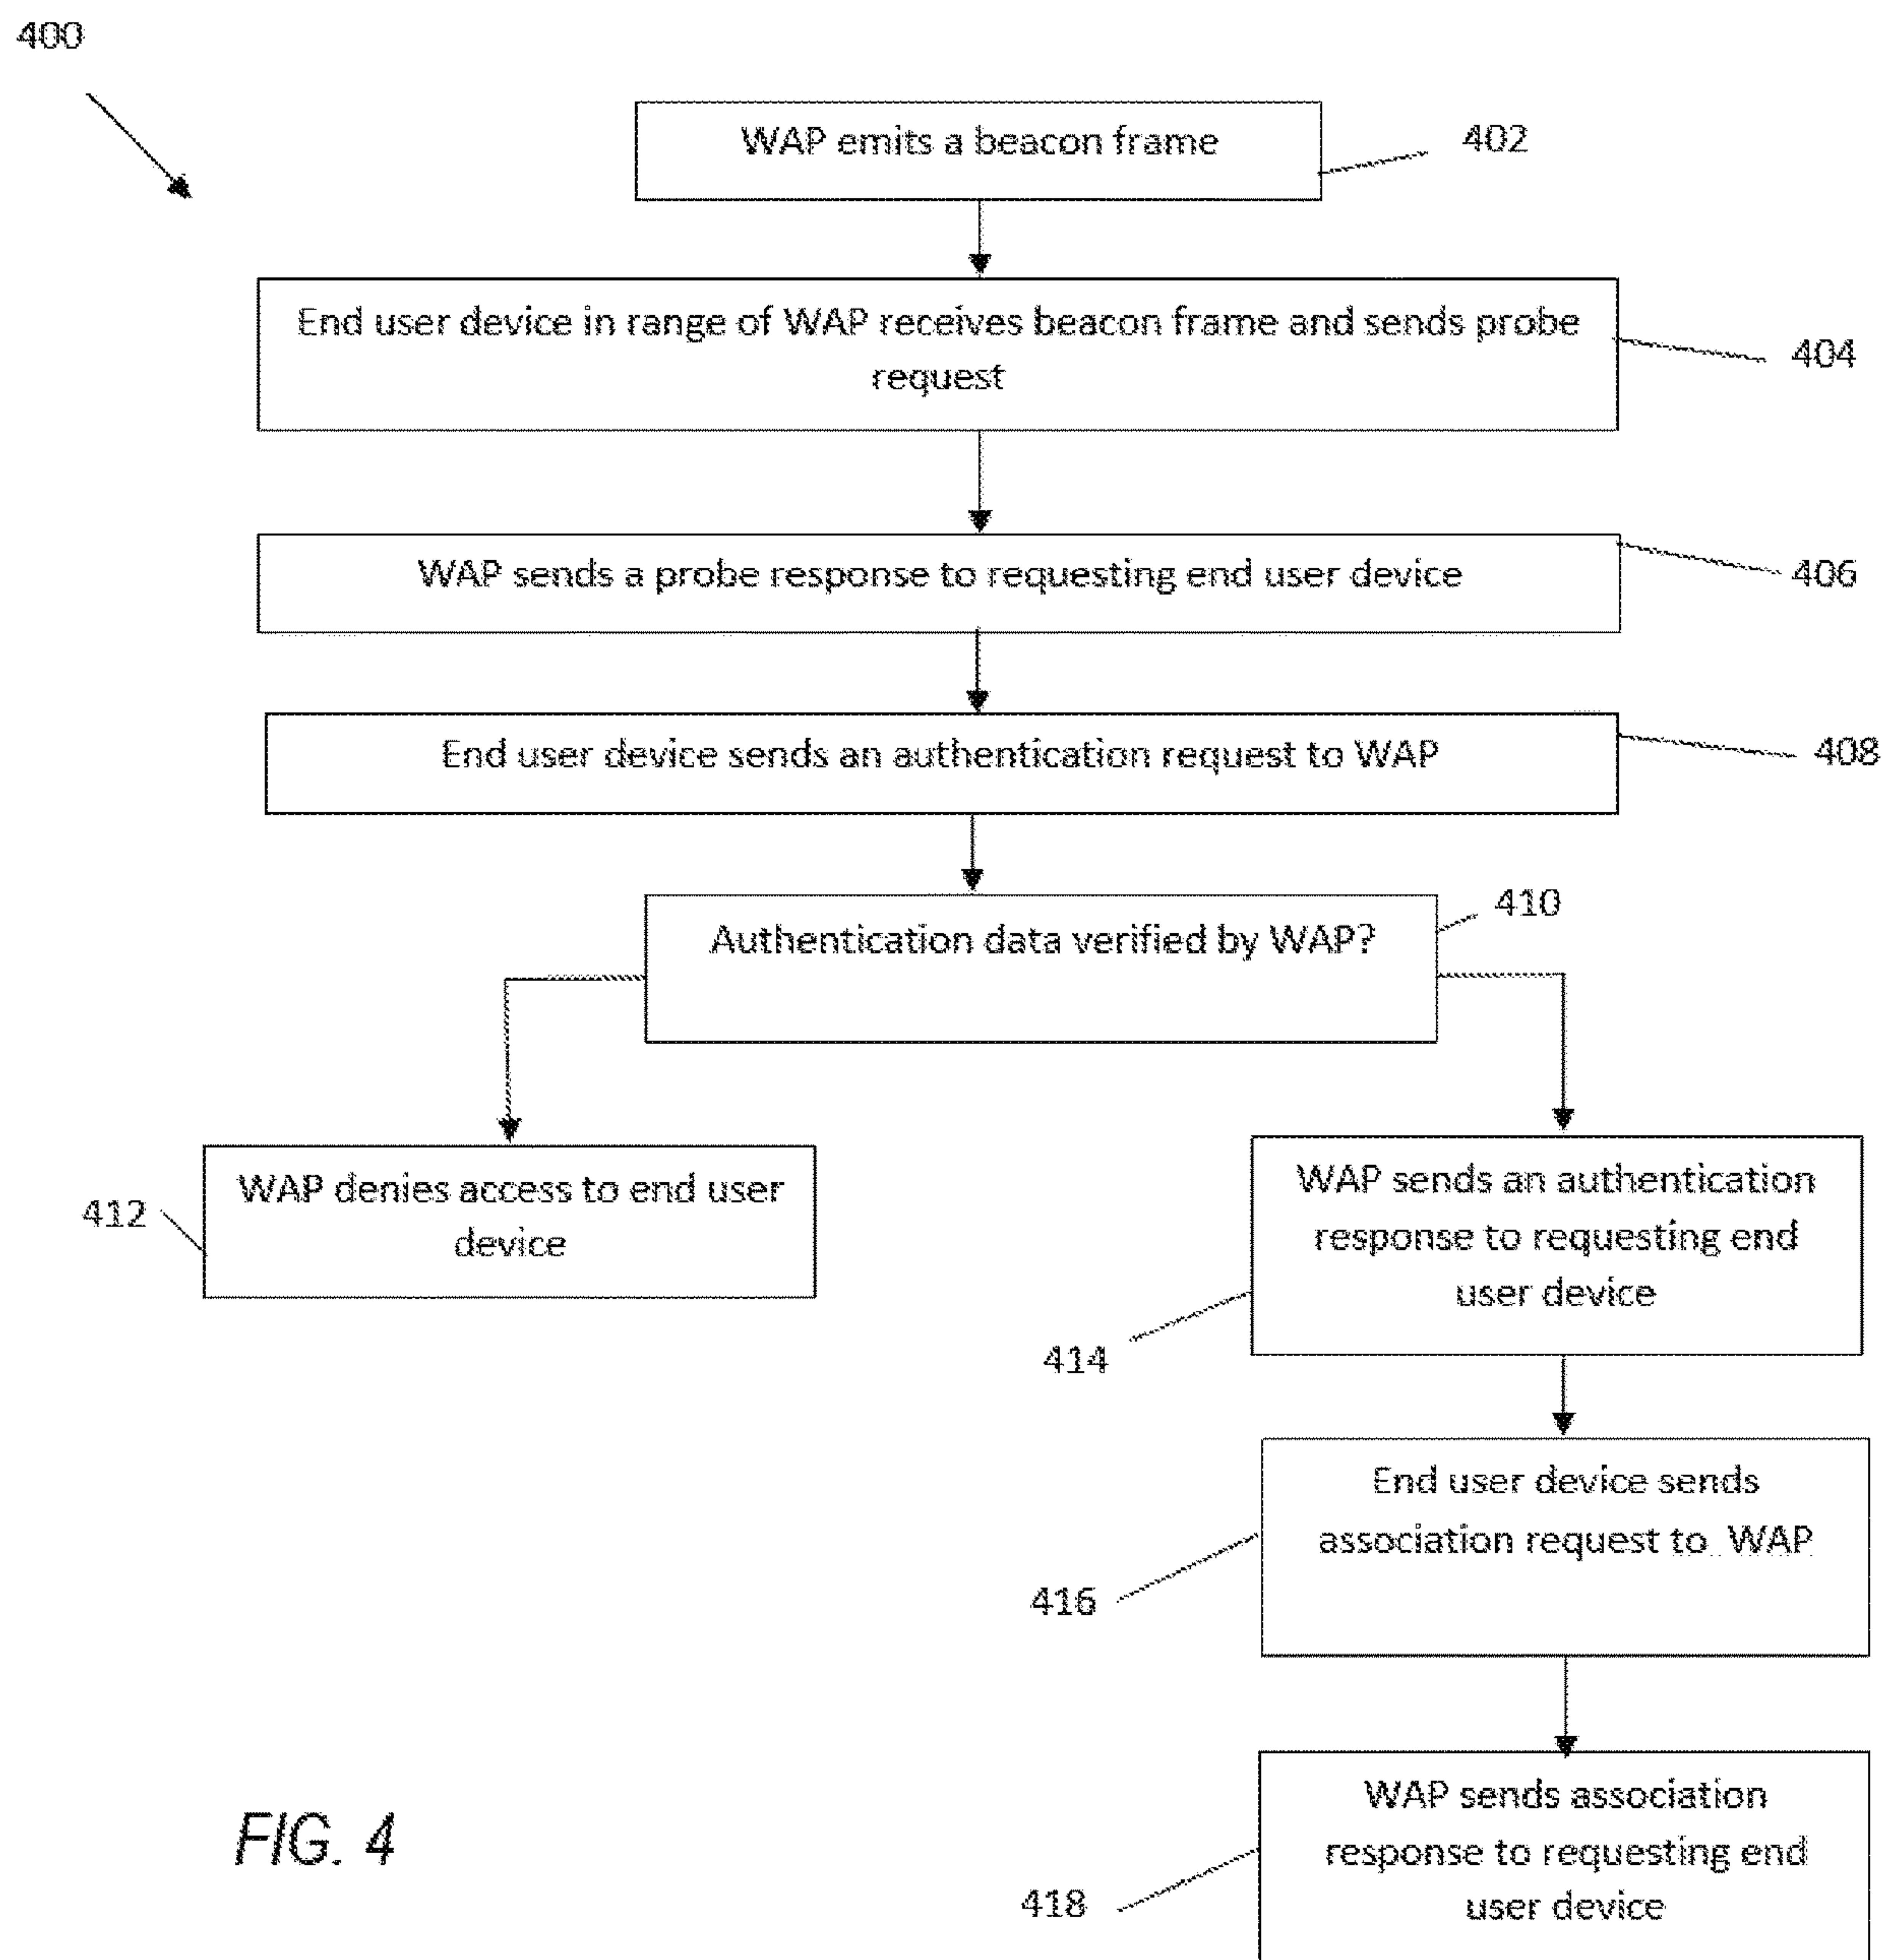 400
WAP emits a beacon frame
402
End user device in range of WAP receives beacon frame and sends probe
request
404
WAP sends a probe response to requesting end user device
406
End user device sends an authentication request to WAP
408
Authentication data verified by WAP?
410
WAP denies access to end user
device
412
WAP sends an authentication
response to requesting end
user device
414
End user device sends
association request to WAP
416
WAP sends association
response to requesting end
user device
418
FIG. 4